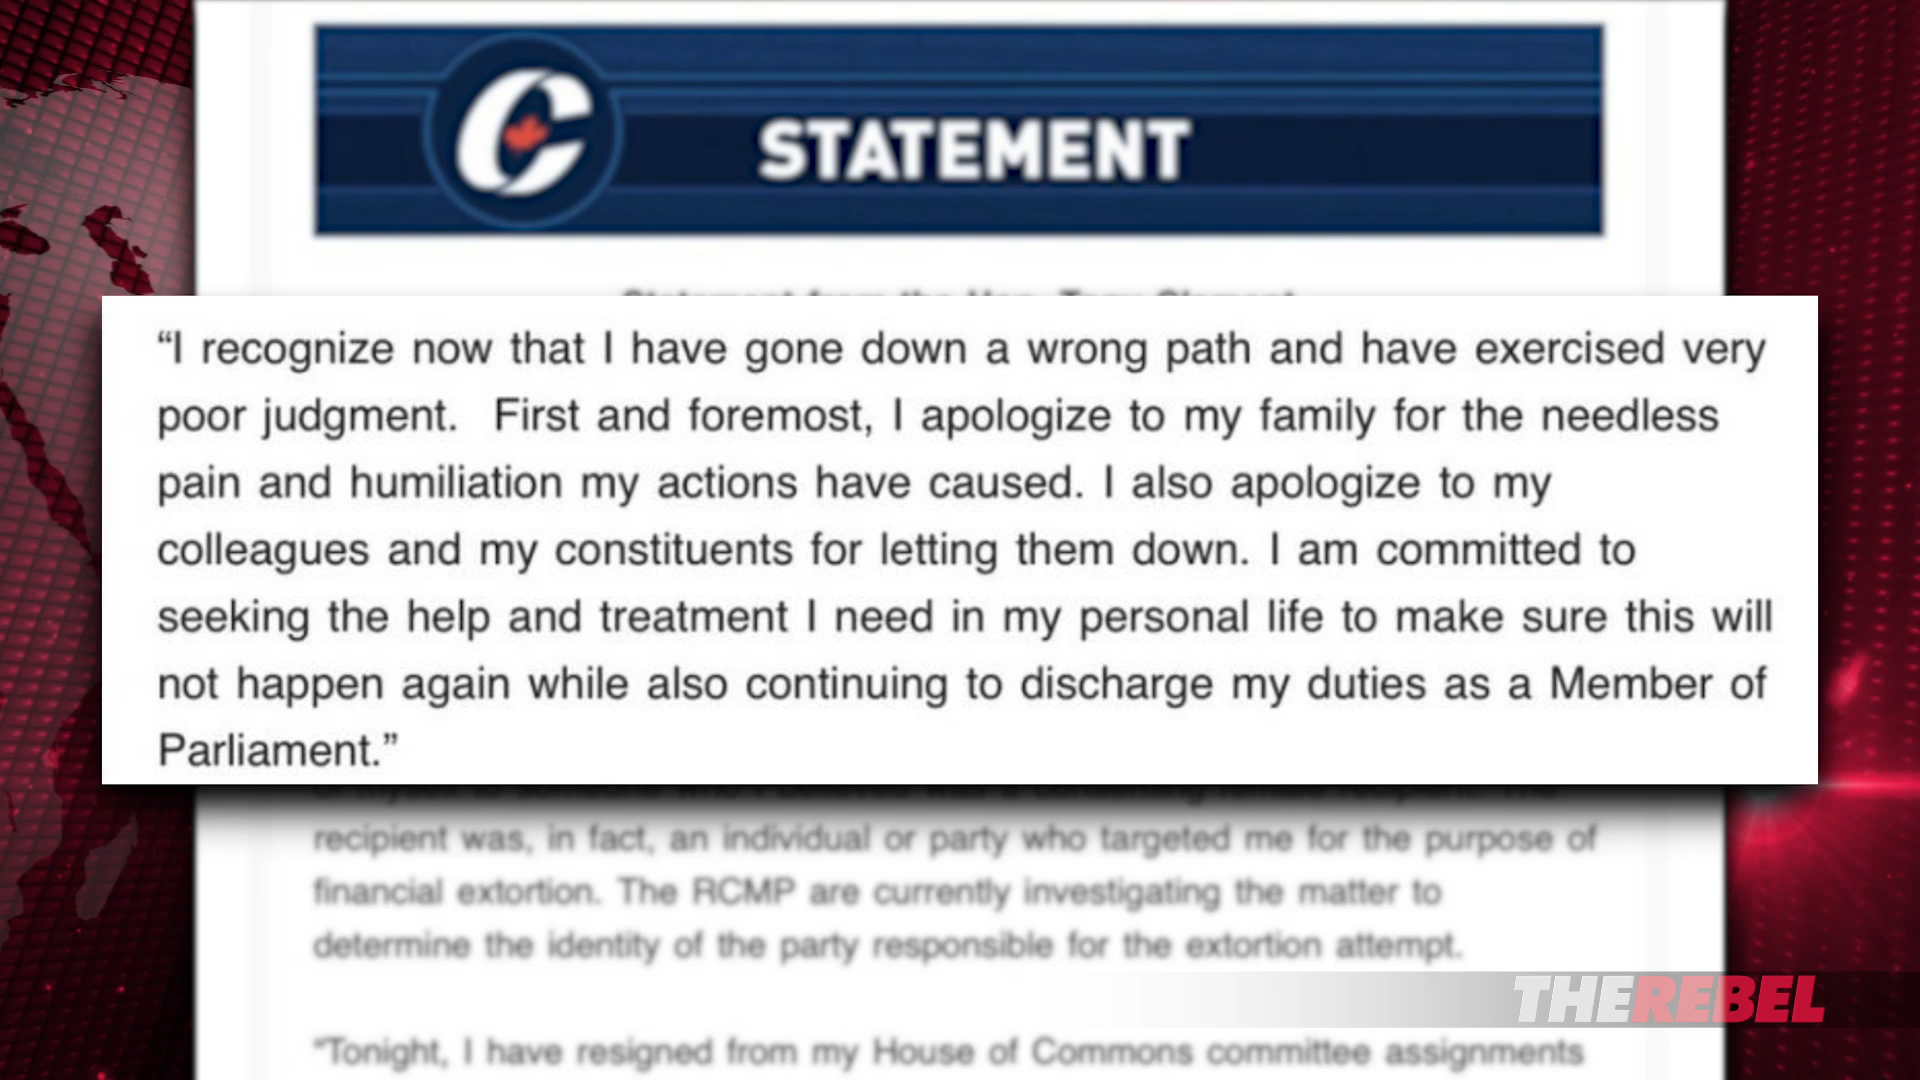 STATEMENT
Statement from the Hon. Tony Clement
“I recognize now that I have gone down a wrong path and have exercised very
poor judgment.  First and foremost, I apologize to my family for the needless
pain and humiliation my actions have caused. I also apologize to my
colleagues and my constituents for letting them down. I am committed to
seeking the help and treatment I need in my personal life to make sure this will
not happen again while also continuing to discharge my duties as a Member of
Parliament.”
recipient was, in fact, an individual or party who targeted me for the purpose of
financial extortion. The RCMP are currently investigating the matter to
determine the identity of the party responsible for the extortion attempt.
“Tonight, I have resigned from my House of Commons committee assignments
THEREBEL